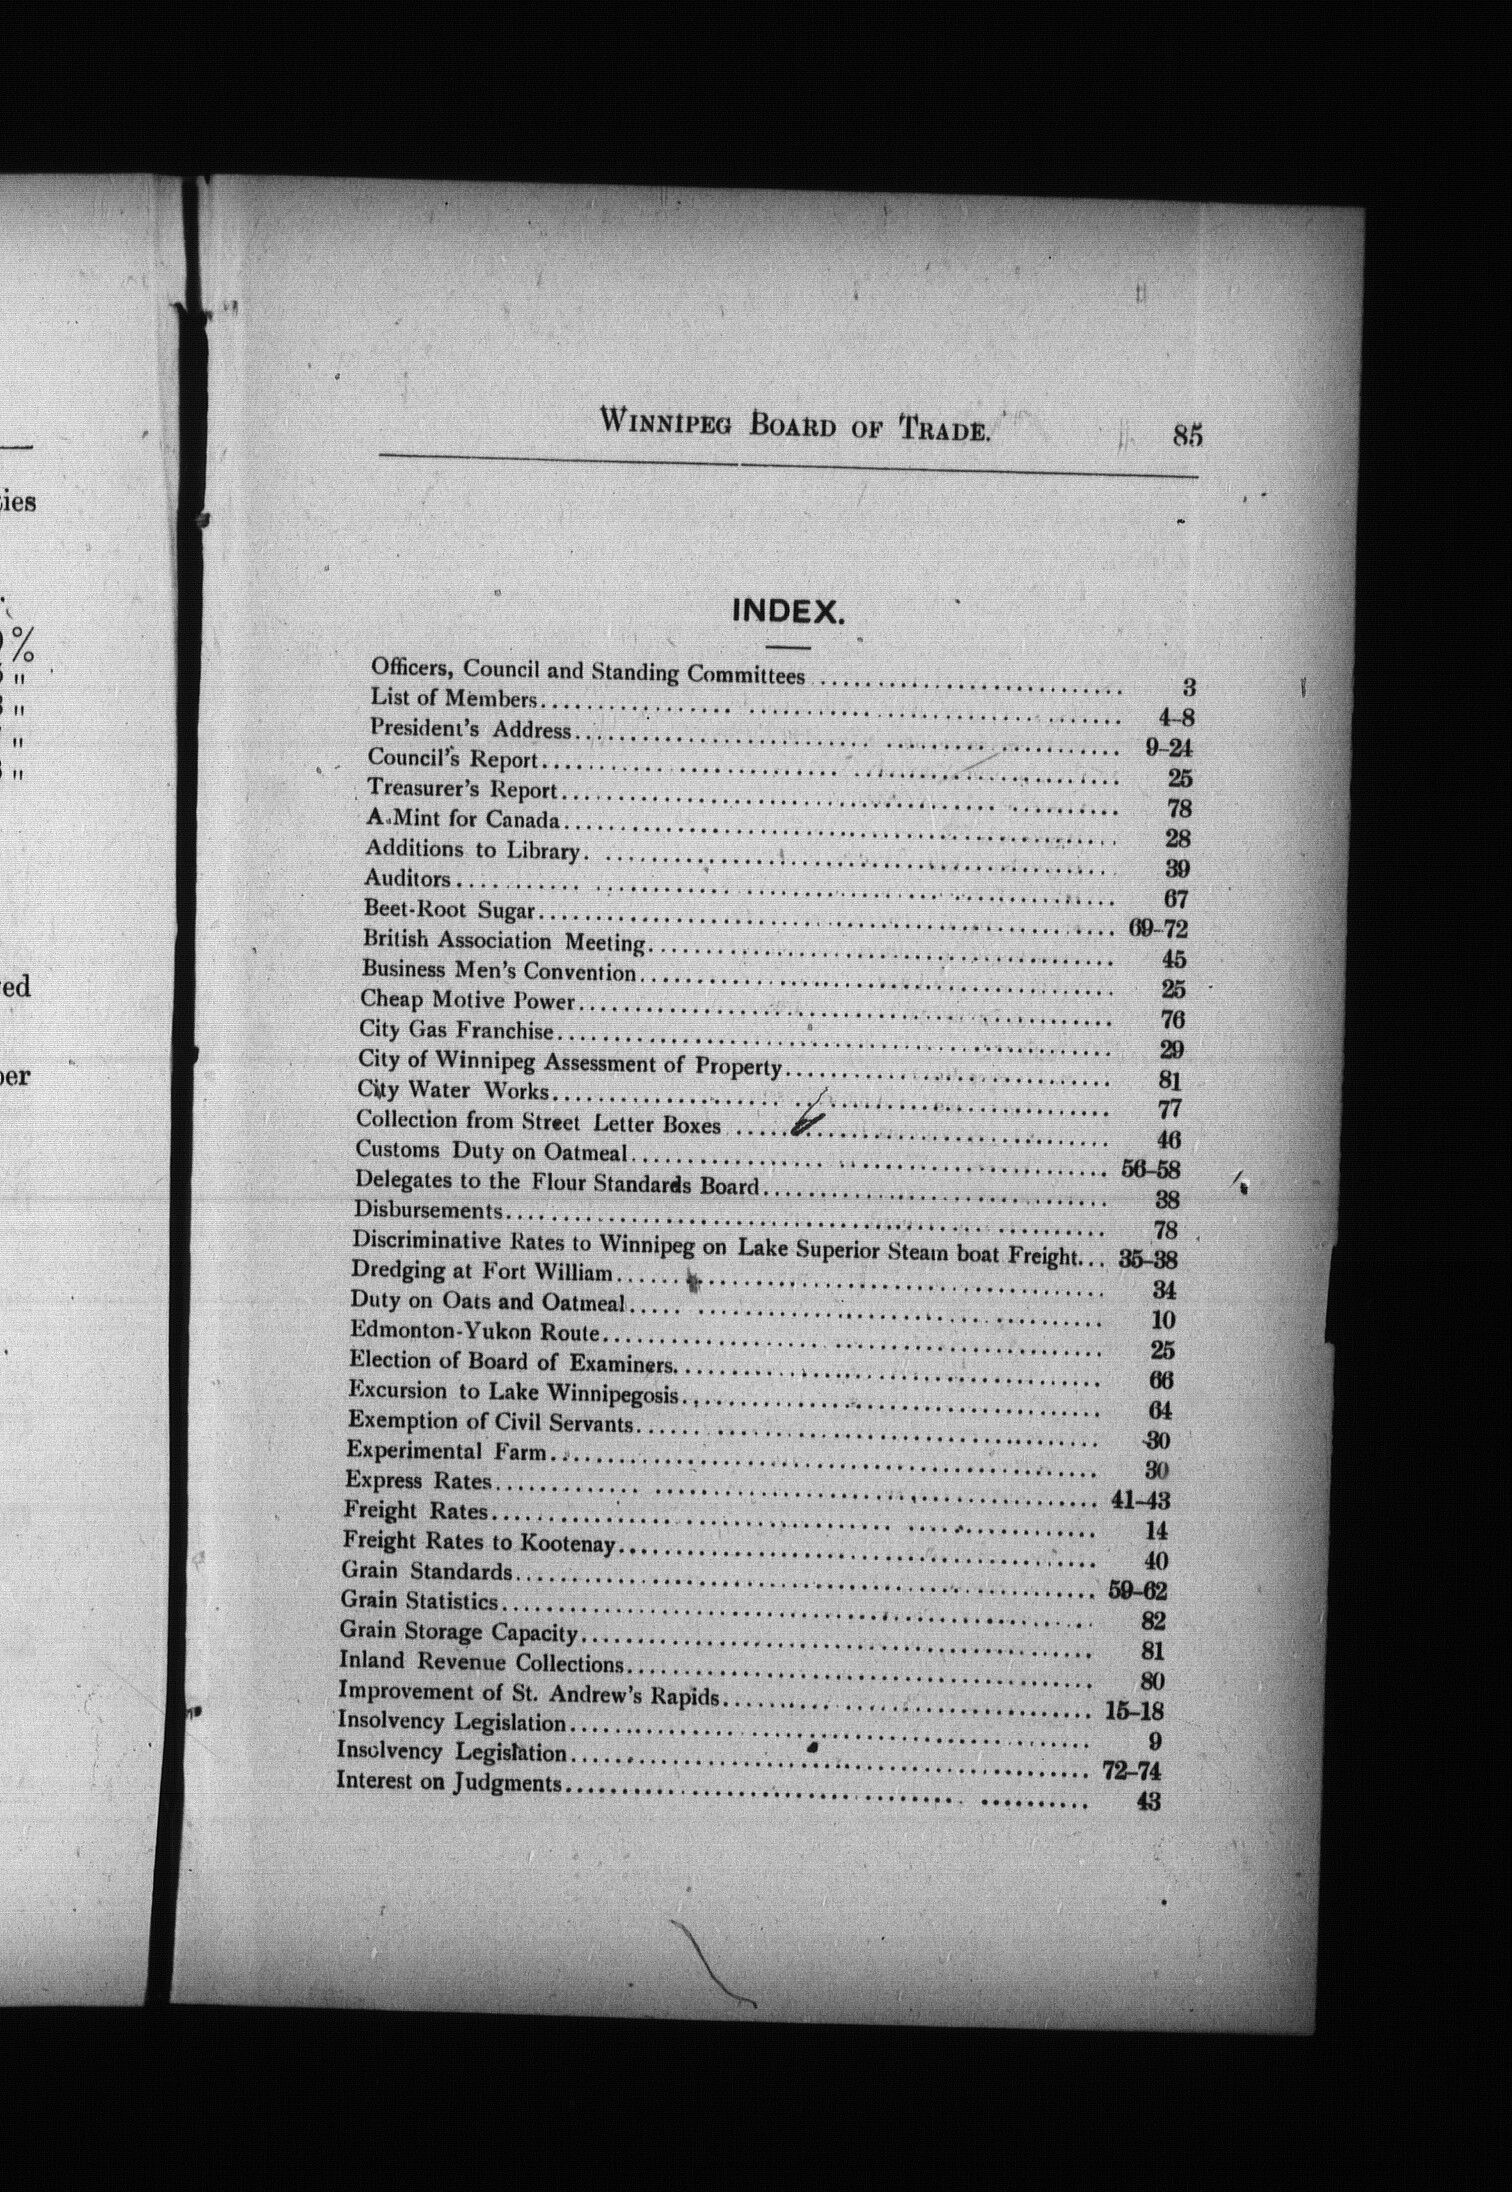 WINNIPEG BOARD OF TRADE. 85
INDEX.
Officers, Council and Standing Committees ........................... 3
List of Members................................................. 4-8
President's Address............................................. 9-24
Council's Report................................................ 25
Treasurer's Report.............................................. 78
A Mint for Canada............................................... 28
Additions to Library............................................ 39
Auditors........................................................ 67
Beet-Root Sugar................................................. 69-72
British Association Meeting..................................... 45
Business Men's Convention....................................... 25
Cheap Motive Power.............................................. 76
City Gas Franchise.............................................. 29
City of Winnipeg Assessment of Property......................... 81
City Water Works................................................ 77
Collection from Street Letter Boxes ............................ 46
Customs Duty on Oatmeal......................................... 56-58
Delegates to the Flour Standards Board.......................... 38
Disbursements................................................... 78
Discriminative Rates to Winnipeg on Lake Superior Steam boat Freight... 35-38
Dredging at Fort William........................................ 34
Duty on Oats and Oatmeal........................................ 10
Edmonton-Yukon Route............................................ 25
Election of Board of Examiners.................................. 66
Excursion to Lake Winnipegosis.................................. 64
Exemption of Civil Servants..................................... 30
Experimental Farm............................................... 30
Express Rates................................................... 41-43
Freight Rates................................................... 14
Freight Rates to Kootenay....................................... 40
Grain Standards................................................. 59-62
Grain Statistics................................................ 82
Grain Storage Capacity.......................................... 81
Inland Revenue Collections...................................... 80
Improvement of St. Andrew's Rapids.............................. 15-18
Insolvency Legislation.......................................... 9
Insolvency Legislation.......................................... 72-74
Interest on Judgments........................................... 43